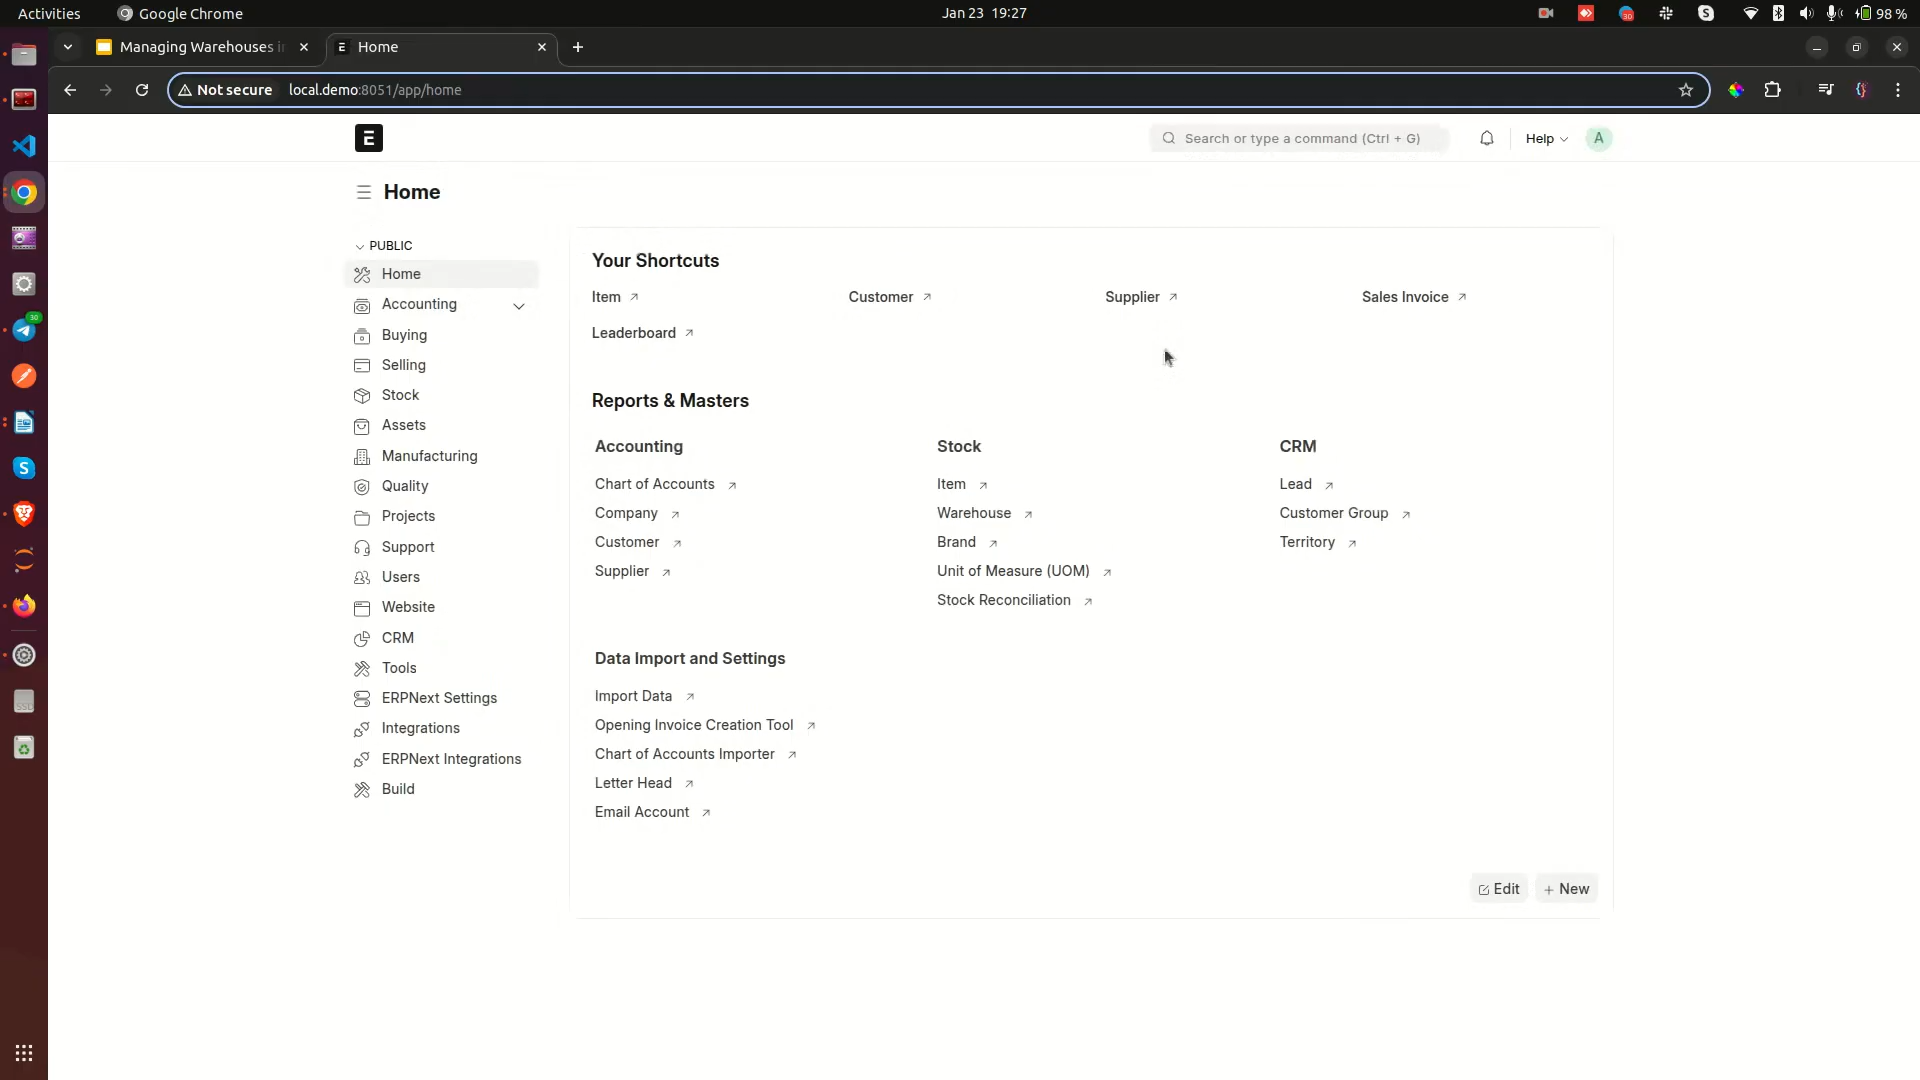 Activities
Google Chrome
Jan 23 19:27
30
98 %
Managing Warehouses in
E Home
Not secure
local.demo:8051/app/home
E
Search or type a command (Ctrl + G)
Help
A
Home
PUBLIC
Home
Accounting
Buying
Selling
Stock
Assets
Manufacturing
Quality
Projects
Support
Users
Website
CRM
Tools
ERPNext Settings
Integrations
ERPNext Integrations
Build
Your Shortcuts
Item
Customer
Supplier
Sales Invoice
Leaderboard
Reports & Masters
Accounting
Chart of Accounts
Company
Customer
Supplier
Stock
Item
Warehouse
Brand
Unit of Measure (UOM)
Stock Reconciliation
CRM
Lead
Customer Group
Territory
Data Import and Settings
Import Data
Opening Invoice Creation Tool
Chart of Accounts Importer
Letter Head
Email Account
Edit
+ New
30
S
SSD